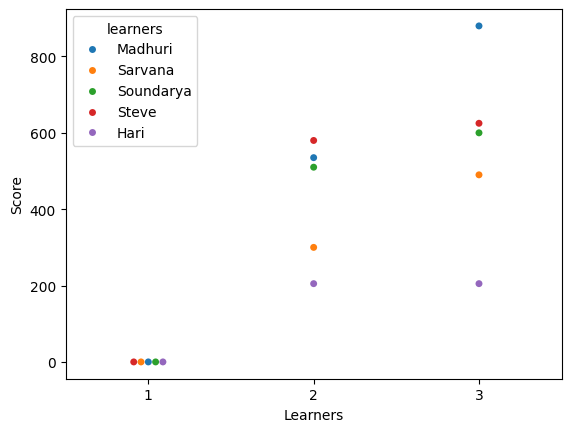 learners
Madhuri
Sarvana
Soundarya
Steve
Hari
Score
800
600
400
200
0
1 2 3
Learners